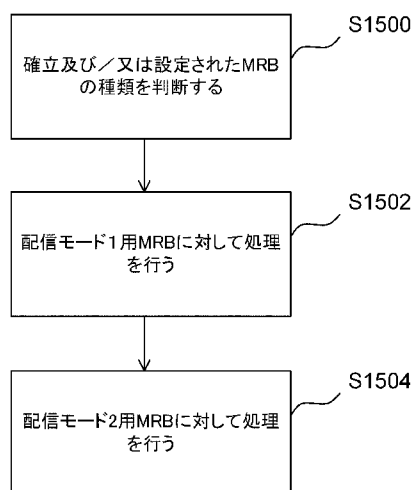 S1500
確立及び／又は設定されたMRB
の種類を判断する
S1502
配信モード1用MRBに対して処理
を行う
S1504
配信モード2用MRBに対して処理
を行う